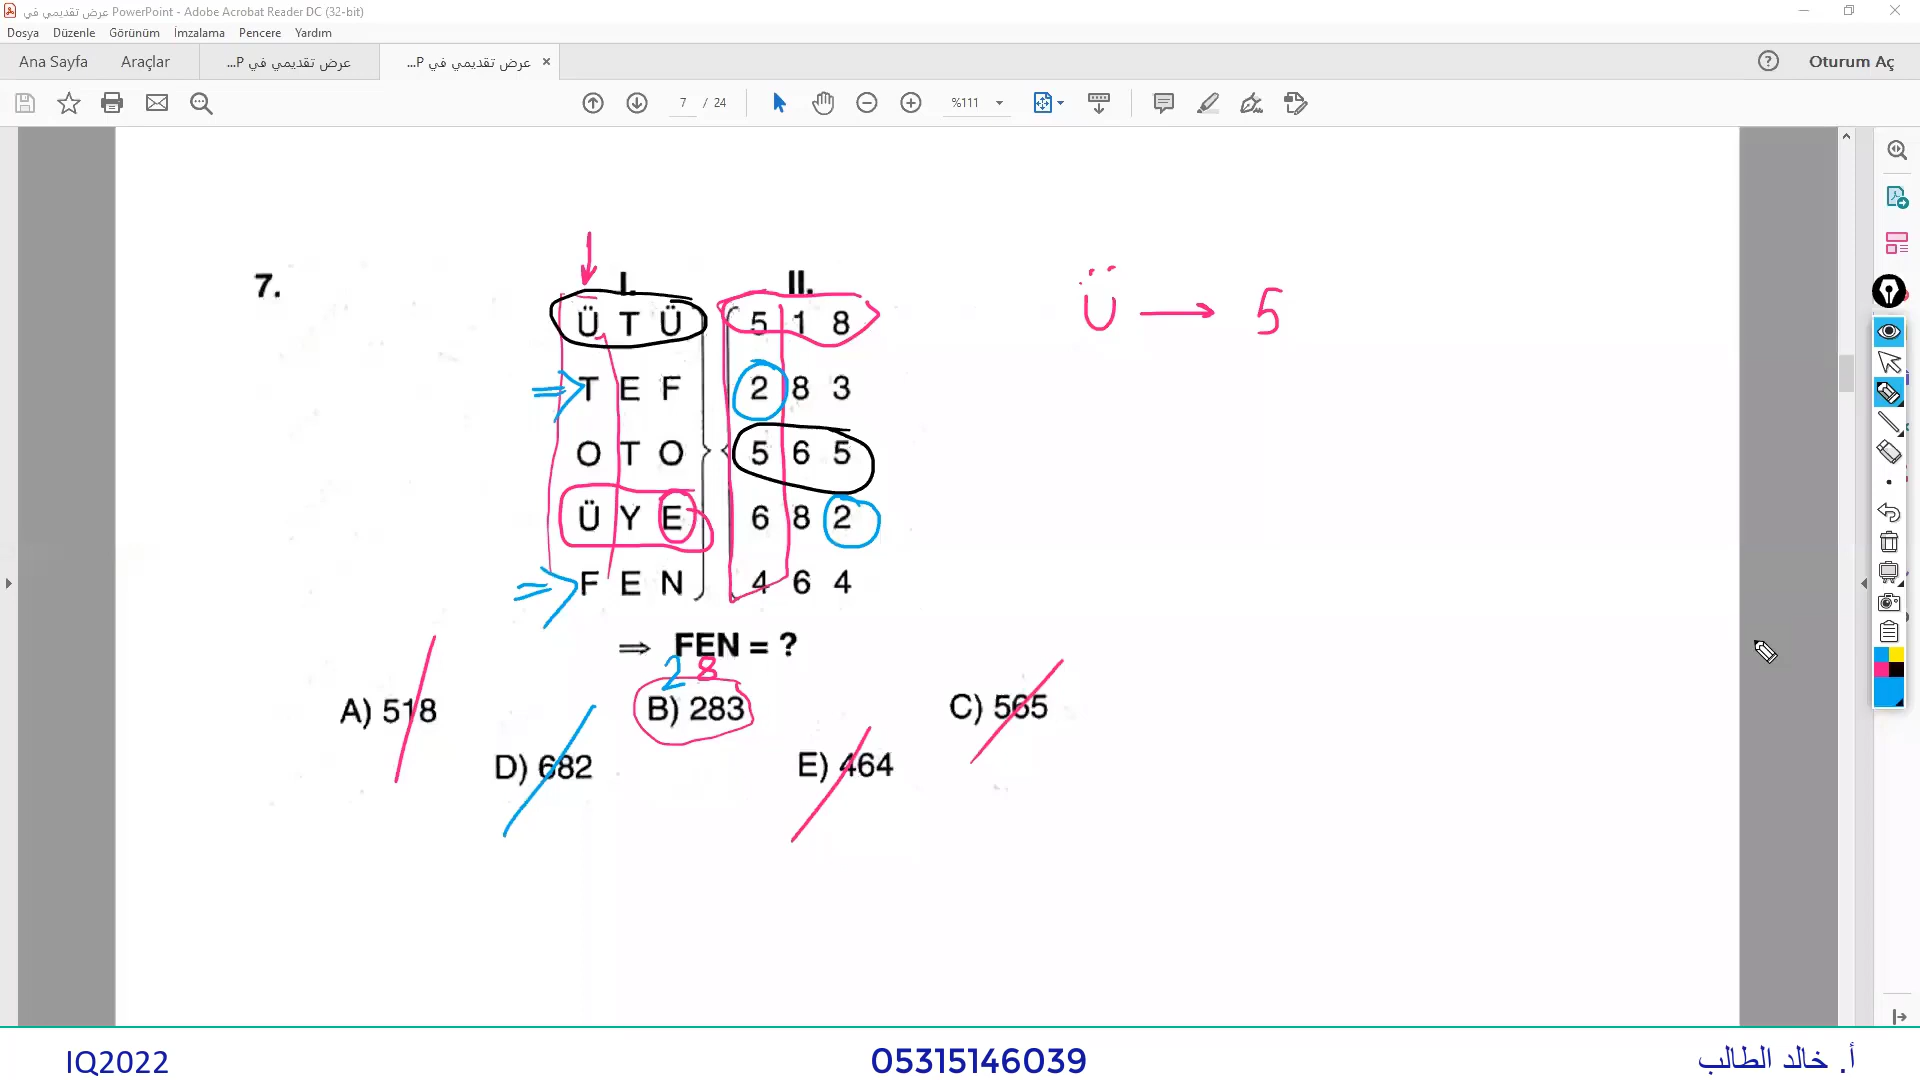 عرض تقديمي في PowerPoint - Adobe Acrobat Reader DC (32-bit)
Dosya Düzenle Görünüm İmzalama Pencere Yardım
Ana Sayfa Araçlar عرض تقديمي في P... عرض تقديمي في P... × Oturum Aç
7 / 24 %111
7. I. II.
Ü T Ü 5 1 8
T E F 2 8 3
O T O 5 6 5
Ü Y E 6 8 2
F E N 4 6 4
Ü → 5
⇒ FEN = ?
2 8
A) 518 B) 283 C) 565
D) 682 E) 464
IQ2022 05315146039 أ. خالد الطالب